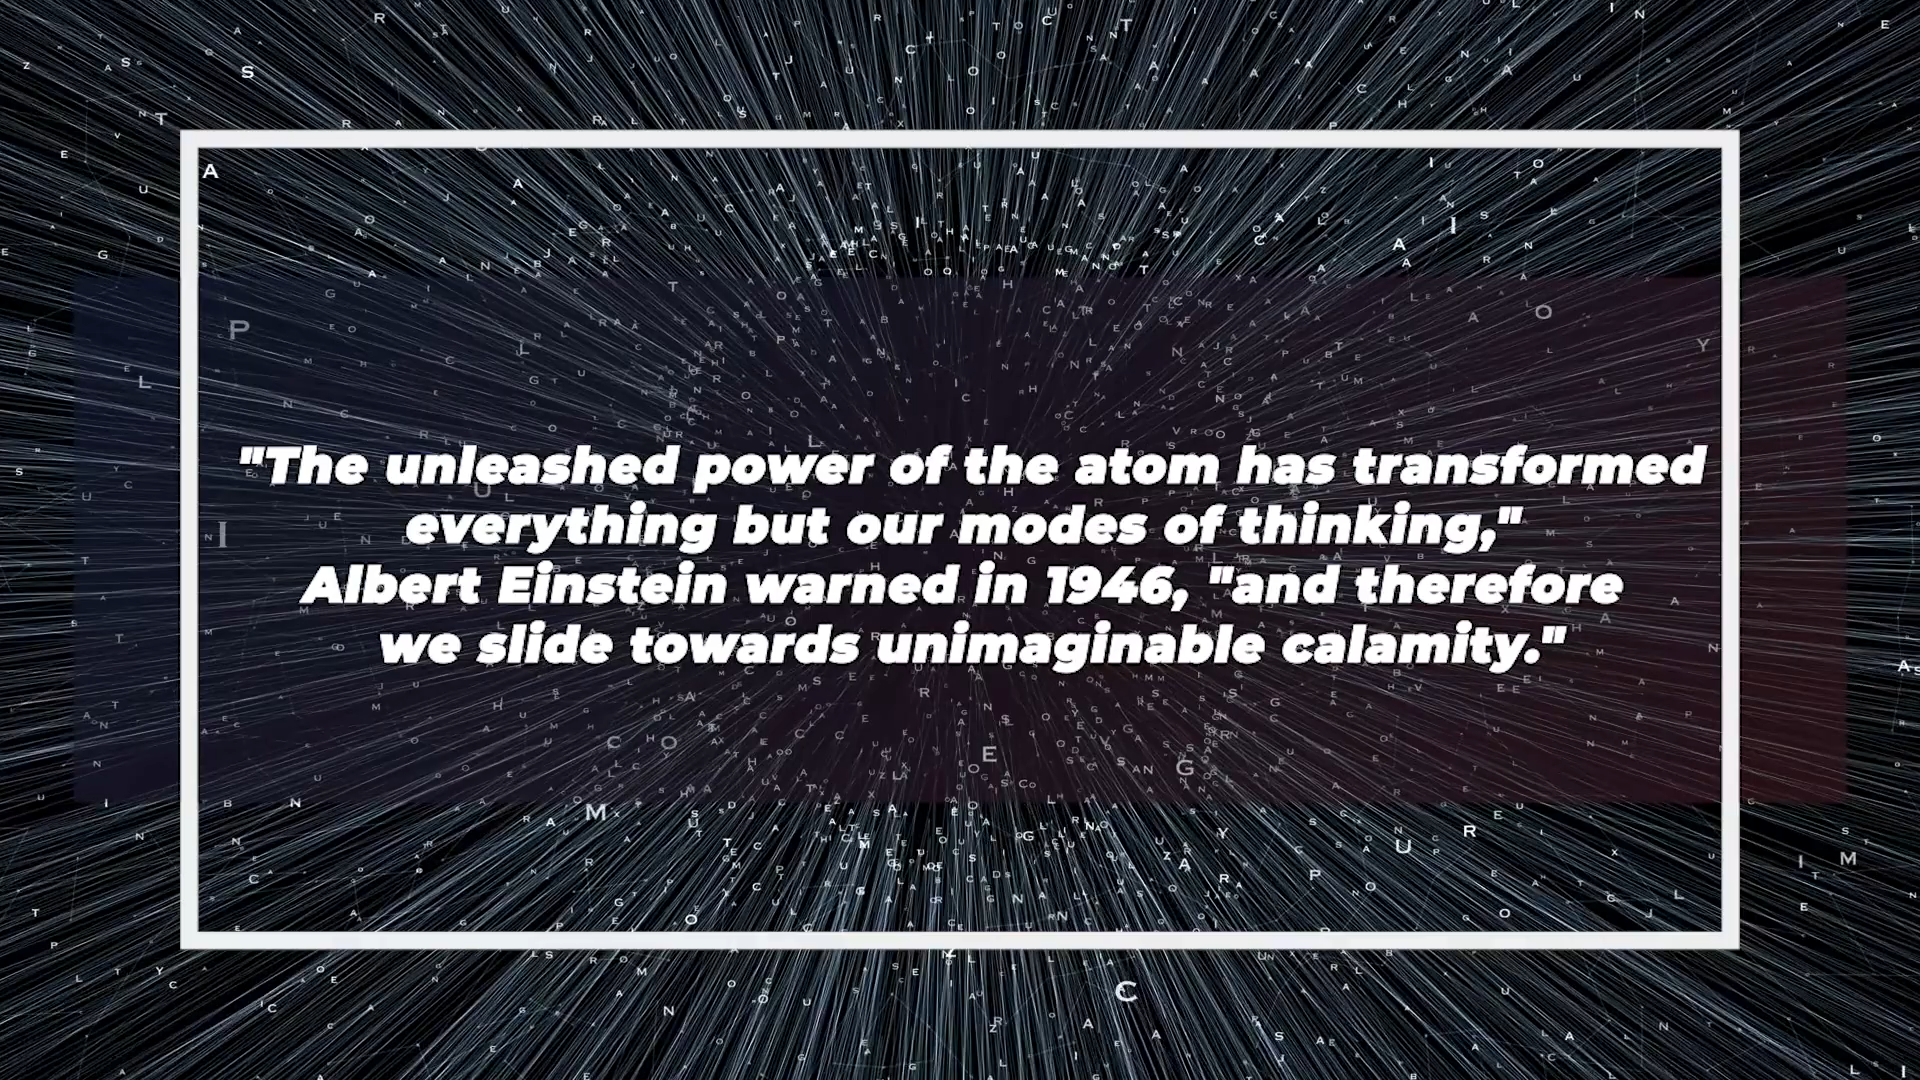 "The unleashed power of the atom has transformed
everything but our modes of thinking,"
Albert Einstein warned in 1946, "and therefore
we slide towards unimaginable calamity."